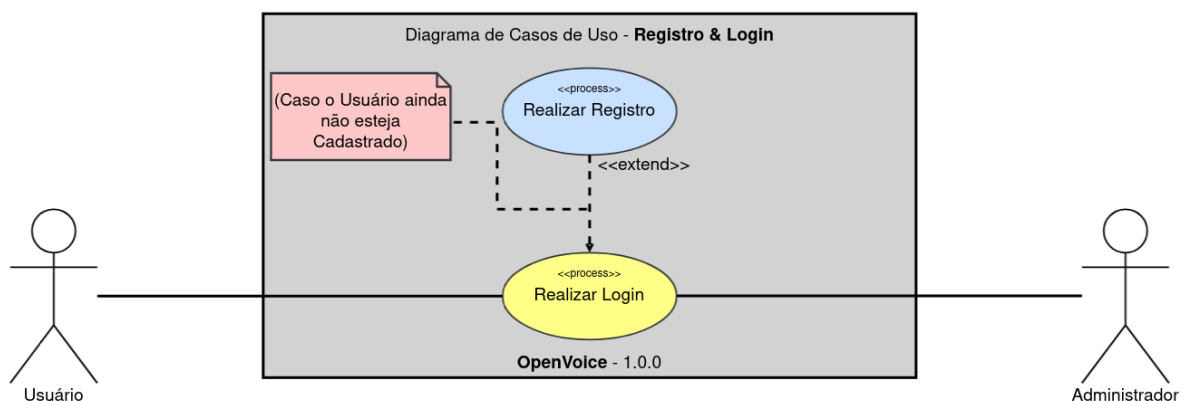 Diagrama de Casos de Uso - Registro & Login
(Caso o Usuário ainda
não esteja
Cadastrado)
<<process>>
Realizar Registro
<<extend>>
<<process>>
Realizar Login
OpenVoice - 1.0.0
Usuário
Administrador